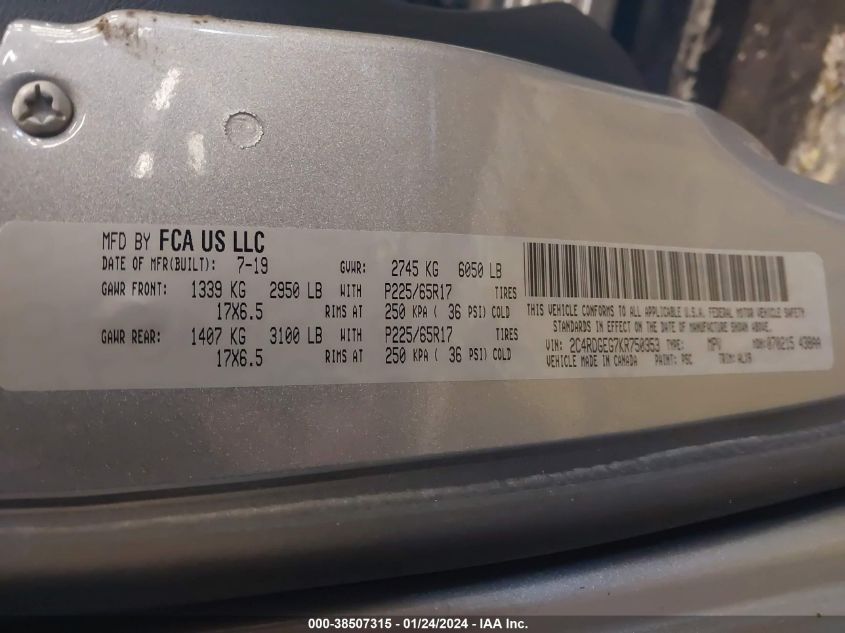 MFD BY FCA US LLC
DATE OF MFR(BUILT): 7-19 GVWR: 2745 KG 6050 LB
GAWR FRONT: 1339 KG 2950 LB WITH P225/65R17 TIRES
17X6.5 RIMS AT 250 KPA ( 36 PSI) COLD
GAWR REAR: 1407 KG 3100 LB WITH P225/65R17 TIRES
17X6.5 RIMS AT 250 KPA ( 36 PSI) COLD
THIS VEHICLE CONFORMS TO ALL APPLICABLE U.S.A. FEDERAL MOTOR VEHICLE SAFETY
STANDARDS IN EFFECT ON THE DATE OF MANUFACTURE SHOWN ABOVE.
VIN: 2C4RDGEG7KR750353 TYPE: MPV MDH: 070215 438AA
VEHICLE MADE IN CANADA PAINT: PSC TRIM:
000-38507315 - 01/24/2024 - IAA Inc.